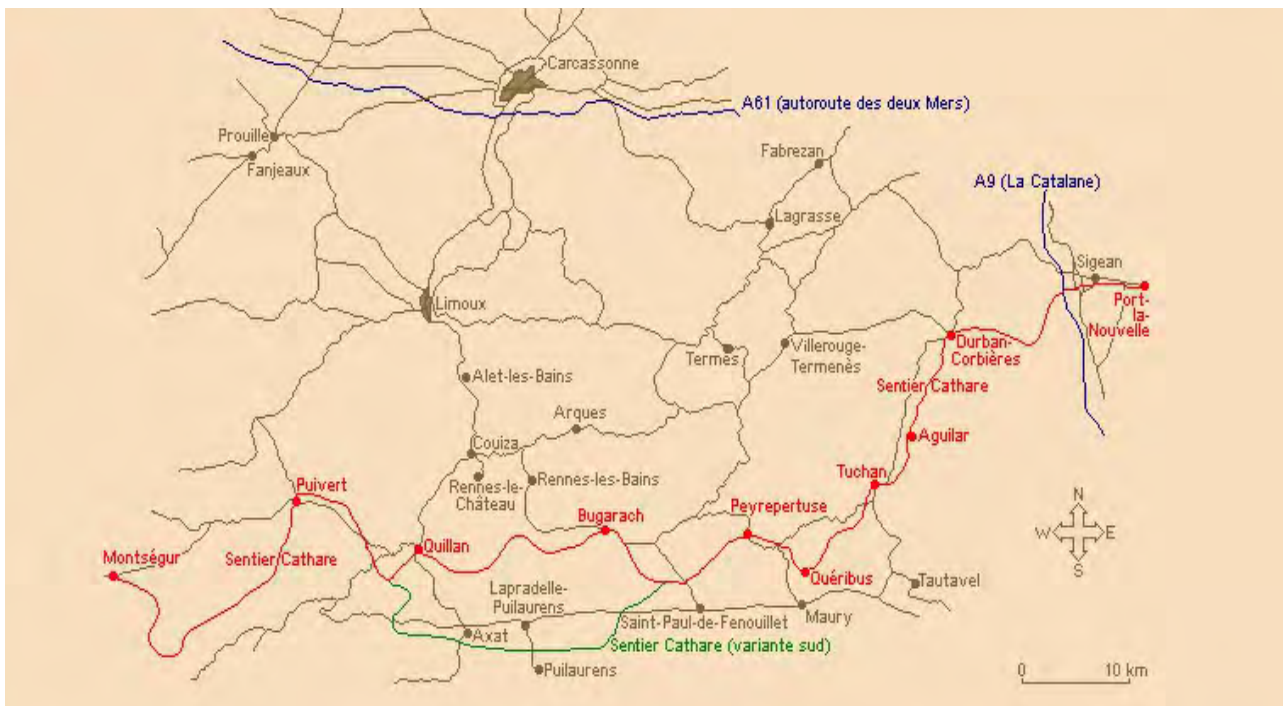 Carcassonne
A61 (autoroute des deux Mers)
Prouille
Fanjeaux
Fabrezan
A9 (La Catalane)
Lagrasse
Sigean
Port-
la-
Nouvelle
Limoux
Termes
Villerouge-
Termenès
Durban-
Corbières
Alet-les-Bains
Sentier Cathare
Arques
Couiza
Aguilar
Rennes-le-
Château
Rennes-les-Bains
Tuchan
Puivert
Bugarach
Peyrepertuse
N
W
E
S
Montségur
Sentier Cathare
Quillan
Quéribus
Tautavel
Lapradelle-
Puilaurens
Saint-Paul-de-Fenouillet
Maury
Axat
Sentier Cathare (variante sud)
Puilaurens
0
10 km